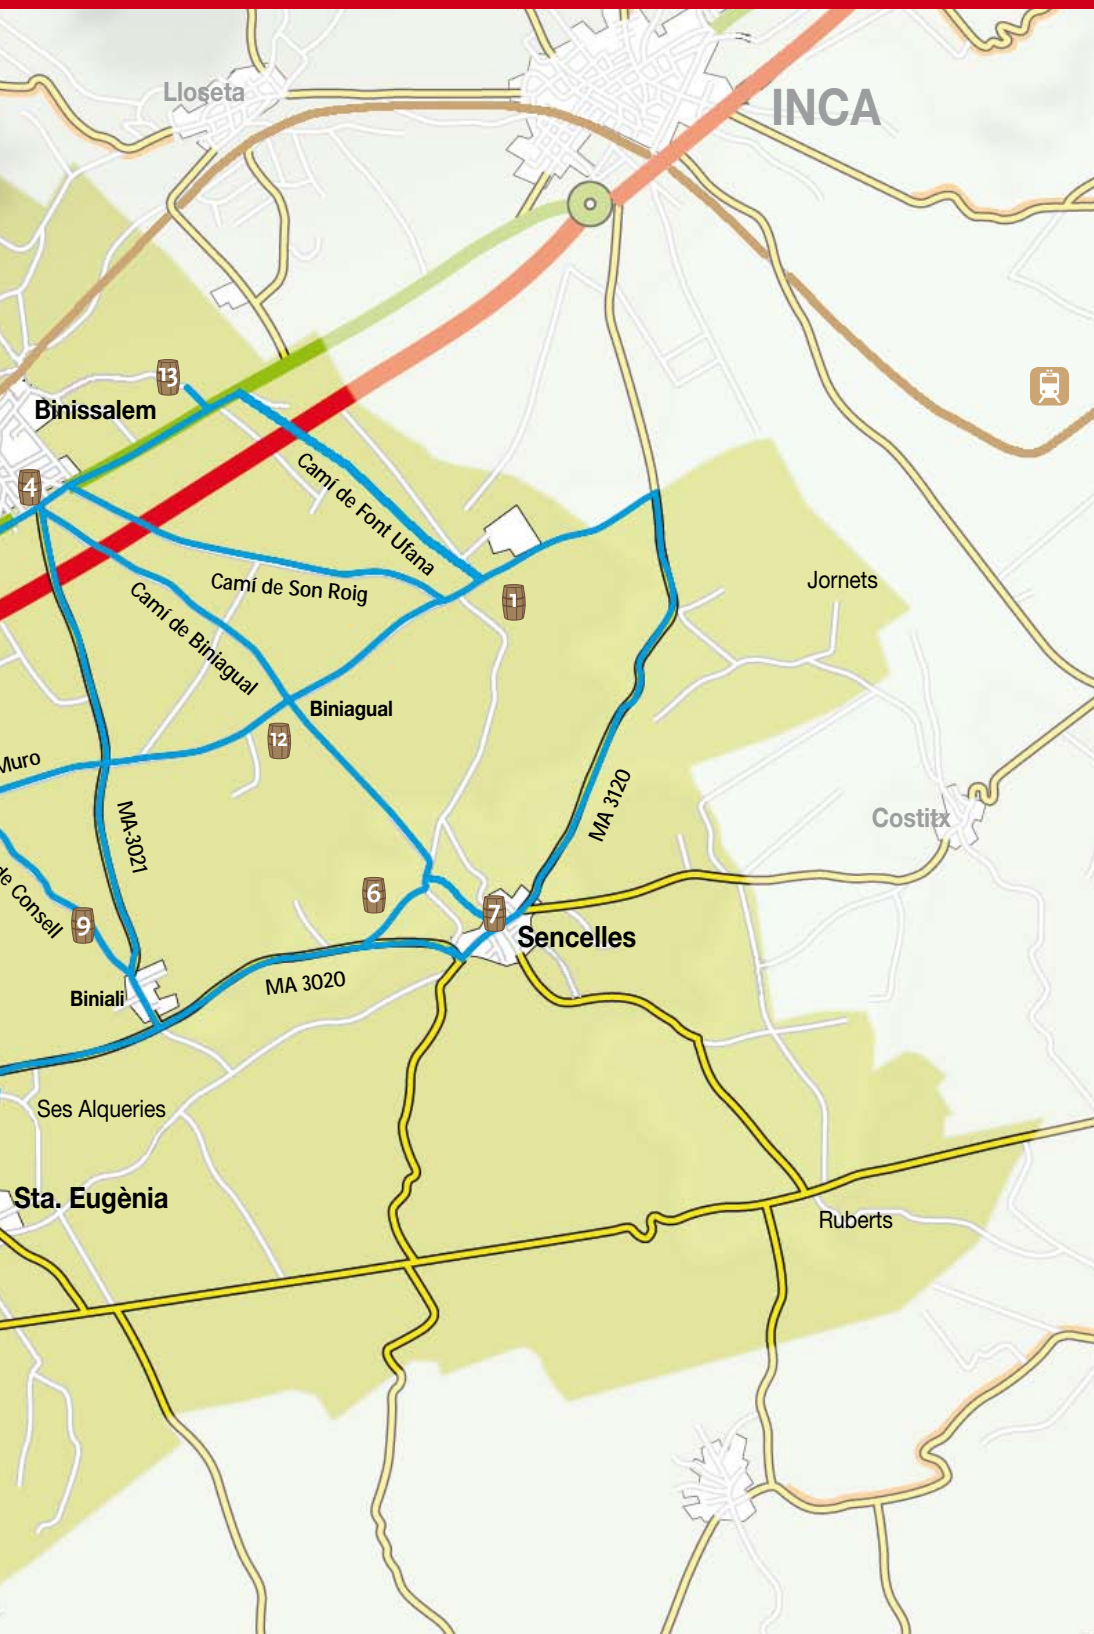 Lloseta
INCA
13
Binissalem
4
Camí de Font Ufana
Camí de Son Roig
1
Jornets
Camí de Biniagual
Biniagual
12
Muro
MA-3021
MA 3120
Costitx
de Consell
9
6
7
Sencelles
MA 3020
Biniali
Ses Alqueries
Sta. Eugènia
Ruberts